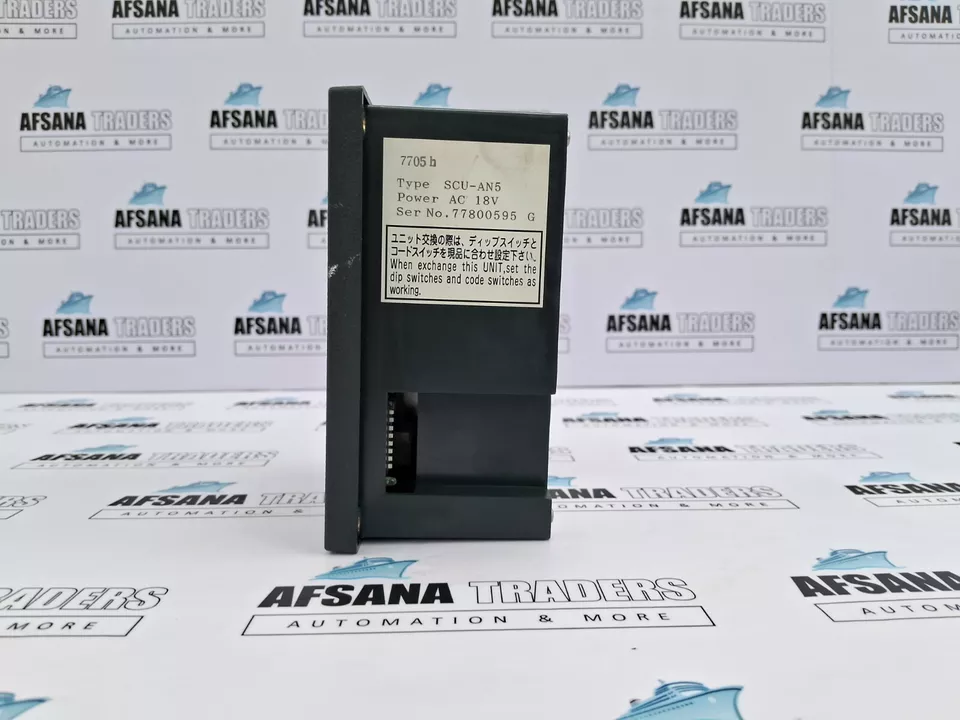 7705h
Type SCU-AN5
Power AC 18V
Ser No.77800595 G
ユニット交換の際は、ディップスイッチと
コードスイッチを現品に合わせ設定下さい。
When exchange this UNIT,set the
dip switches and code switches as
working.
AFSANA TRADERS
AUTOMATION & MORE